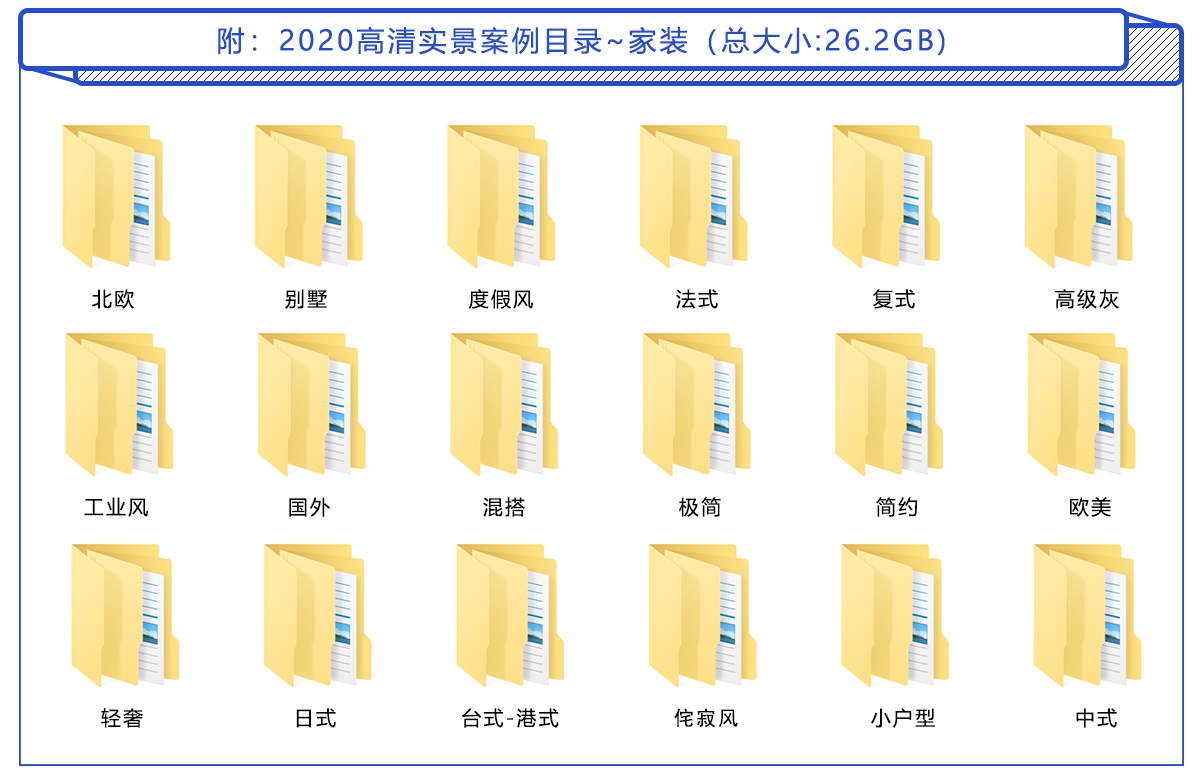 附：2020高清实景案例目录~家装（总大小:26.2GB）
北欧 别墅 度假风 法式 复式 高级灰
工业风 国外 混搭 极简 简约 欧美
轻奢 日式 台式-港式 侘寂风 小户型 中式